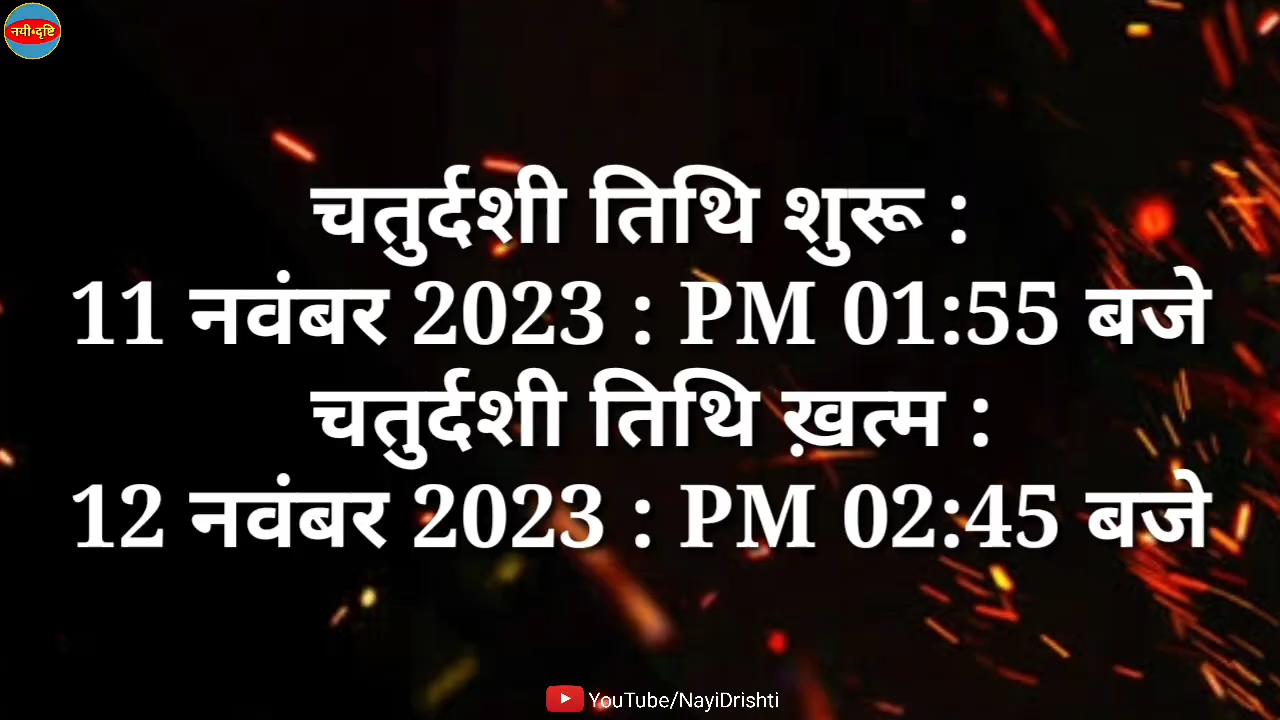 नयी दृष्टि
चतुर्दशी तिथि शुरू :
11 नवंबर 2023 : PM 01:55 बजे
चतुर्दशी तिथि ख़त्म :
12 नवंबर 2023 : PM 02:45 बजे
YouTube/NayiDrishti